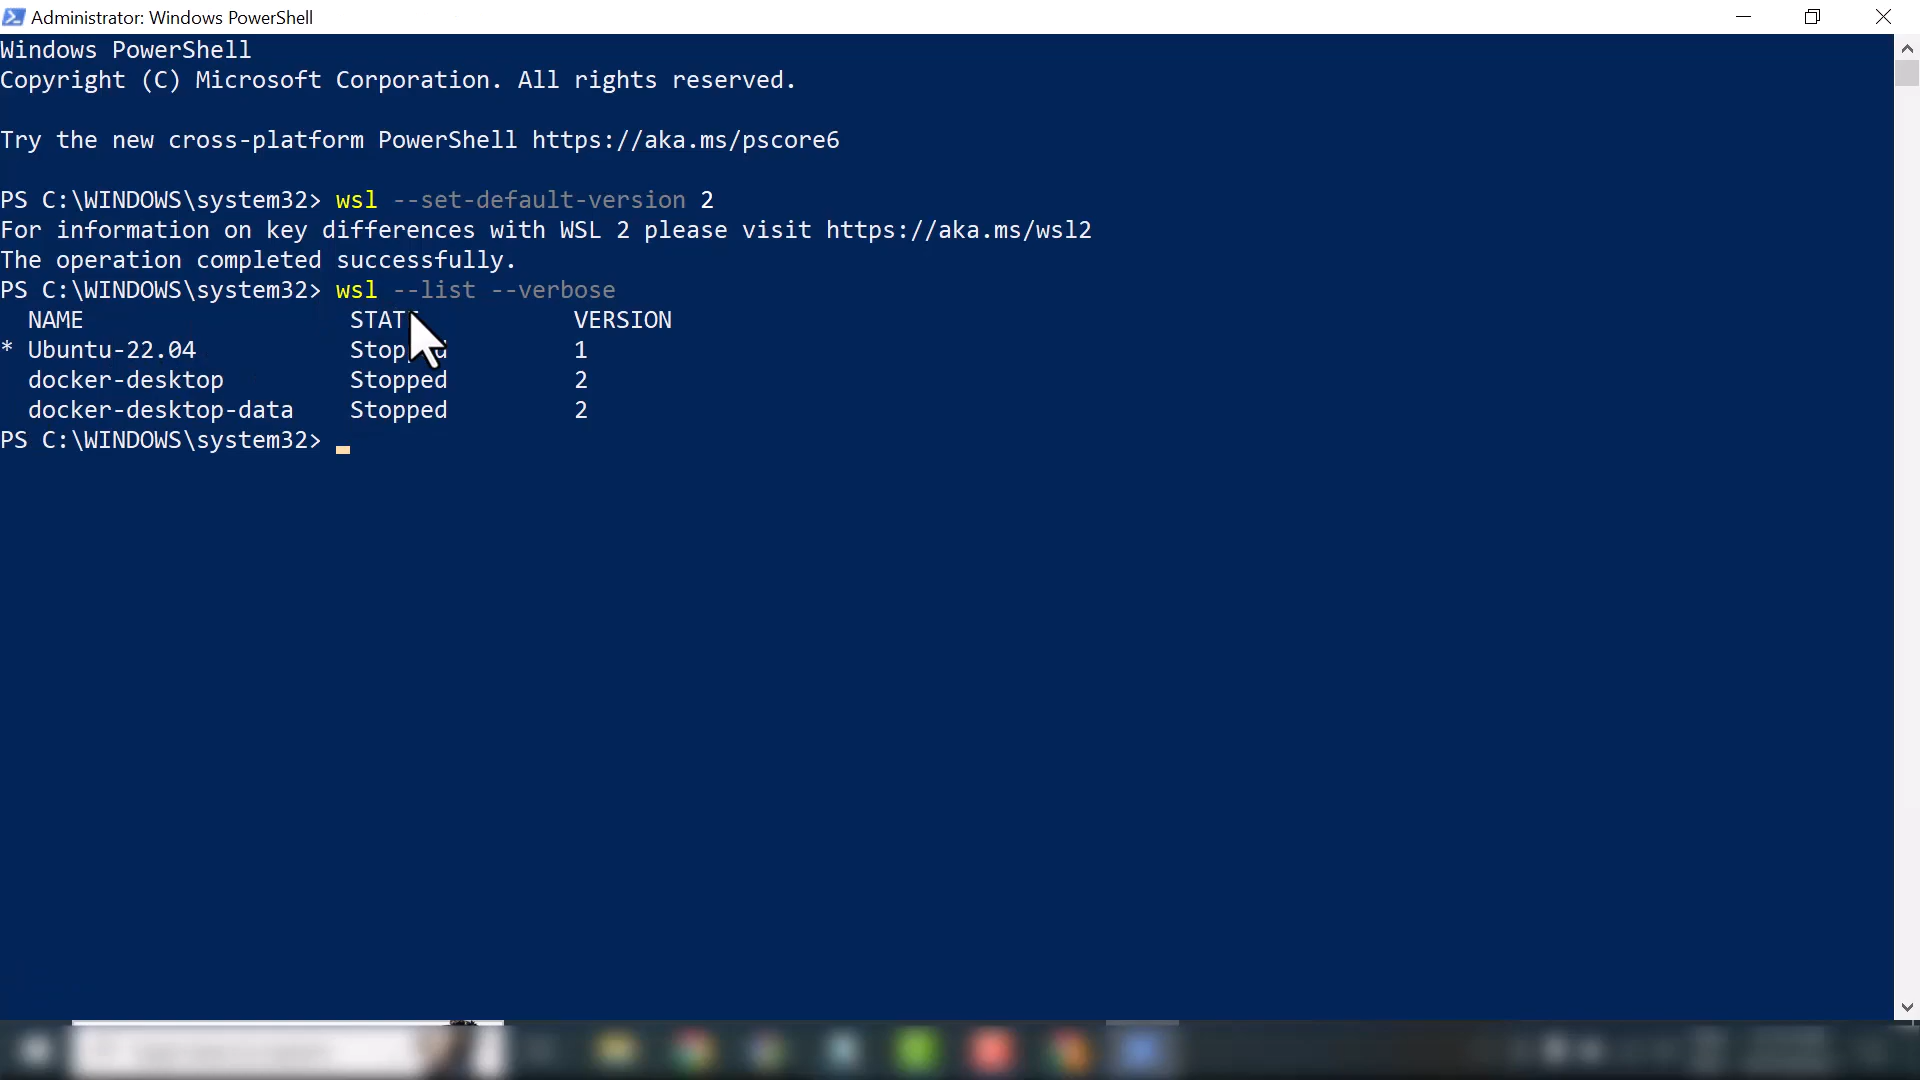 Administrator: Windows PowerShell
Windows PowerShell
Copyright (C) Microsoft Corporation. All rights reserved.
Try the new cross-platform PowerShell https://aka.ms/pscore6
PS C:\WINDOWS\system32> wsl --set-default-version 2
For information on key differences with WSL 2 please visit https://aka.ms/wsl2
The operation completed successfully.
PS C:\WINDOWS\system32> wsl --list --verbose
NAME STATE VERSION
* Ubuntu-22.04 Stopped 1
docker-desktop Stopped 2
docker-desktop-data Stopped 2
PS C:\WINDOWS\system32>